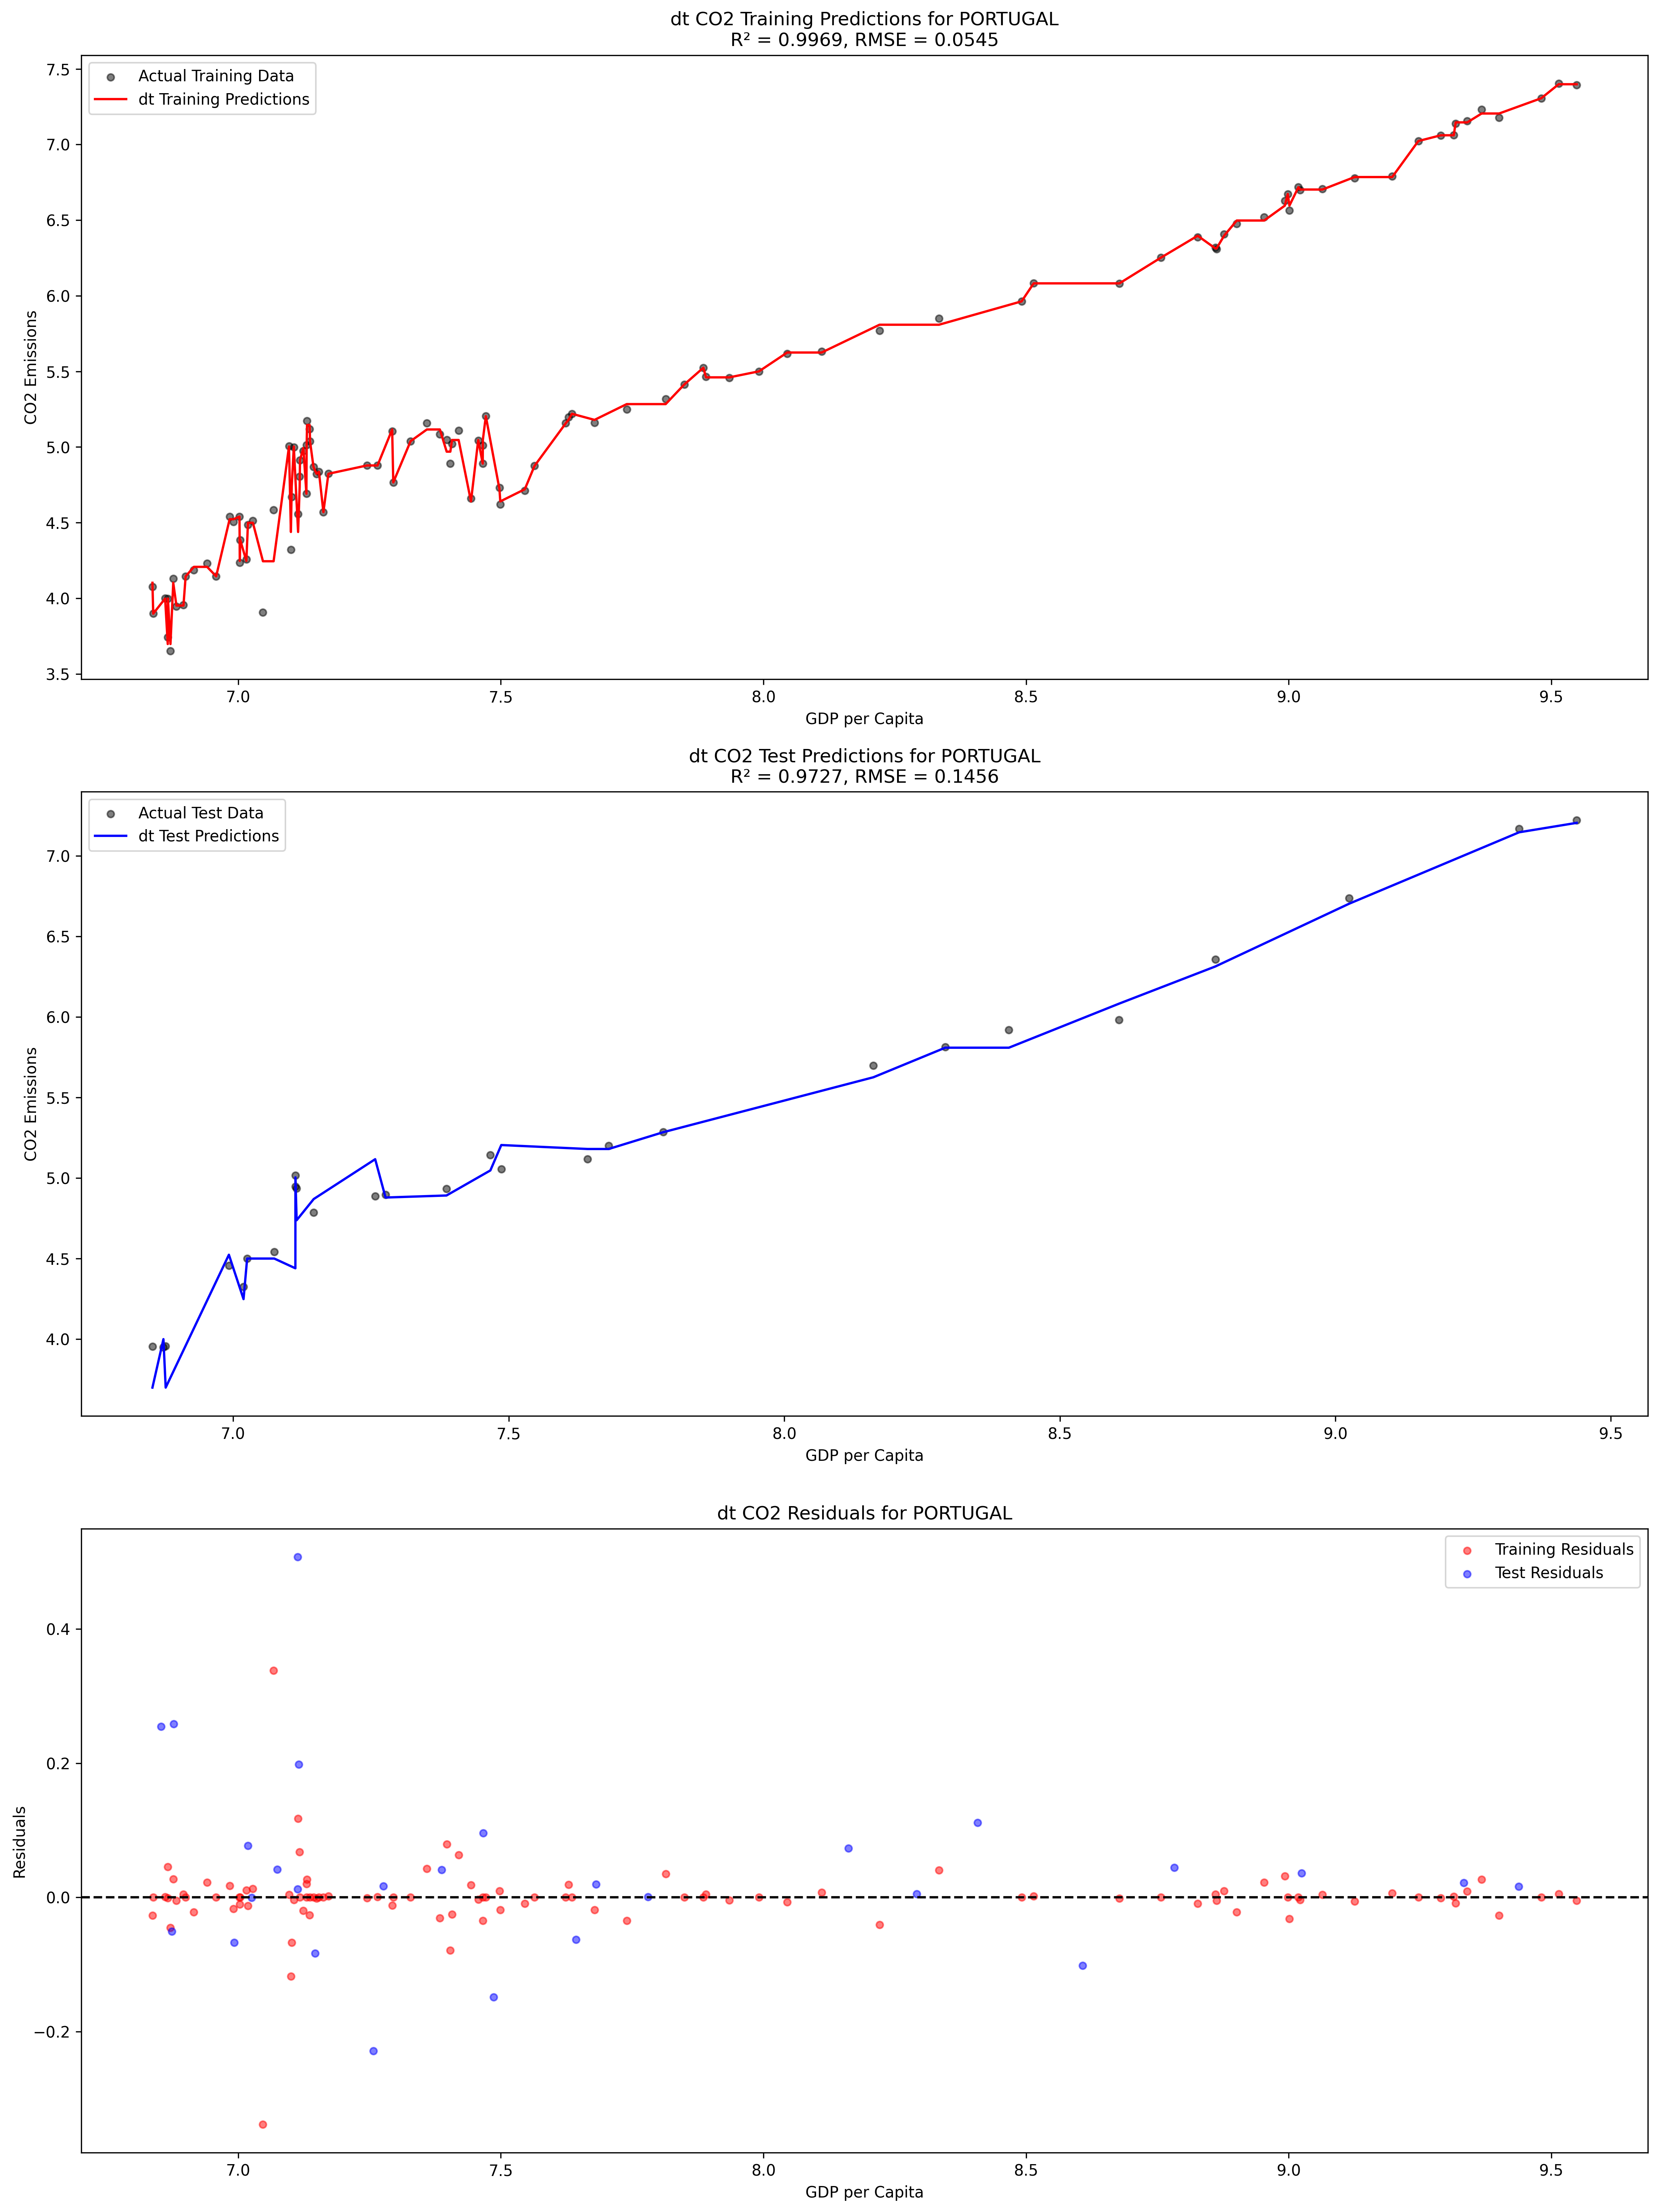 dt CO2 Training Predictions for PORTUGAL
R² = 0.9969, RMSE = 0.0545
Actual Training Data
dt Training Predictions
7.5
7.0
6.5
6.0
5.5
5.0
4.5
4.0
3.5
CO2 Emissions
7.0 7.5 8.0 8.5 9.0 9.5
GDP per Capita
dt CO2 Test Predictions for PORTUGAL
R² = 0.9727, RMSE = 0.1456
Actual Test Data
dt Test Predictions
7.0
6.5
6.0
5.5
5.0
4.5
4.0
CO2 Emissions
7.0 7.5 8.0 8.5 9.0 9.5
GDP per Capita
dt CO2 Residuals for PORTUGAL
Training Residuals
Test Residuals
0.4
0.2
0.0
−0.2
Residuals
7.0 7.5 8.0 8.5 9.0 9.5
GDP per Capita